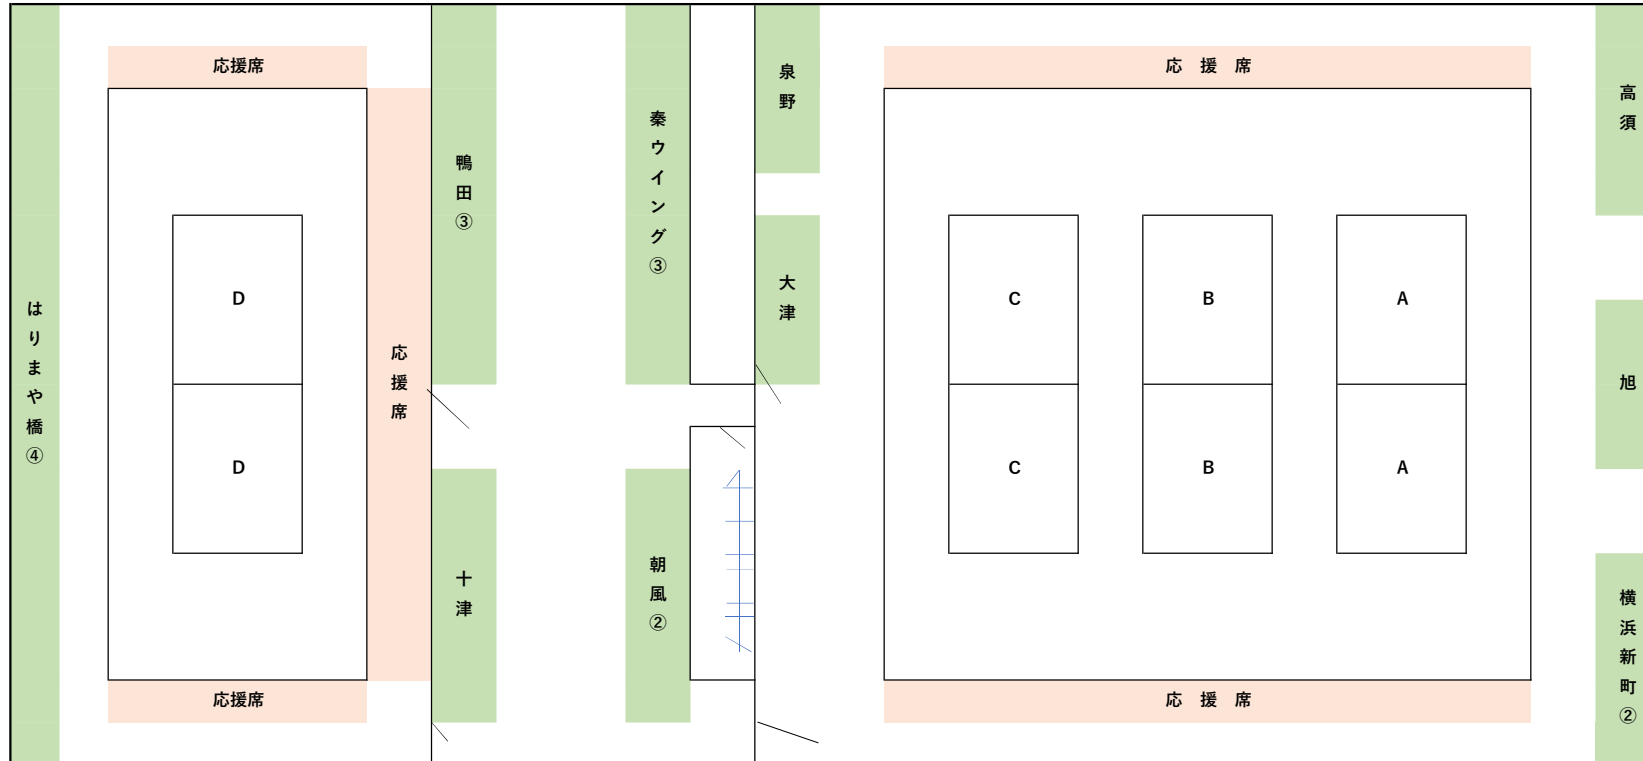 応援席
応　援　席
泉野
高須
秦ウイング③
鴨田③
大津
はりまや橋④
D
C
B
A
応援席
旭
D
C
B
A
十津
朝風②
横浜新町②
応援席
応　援　席